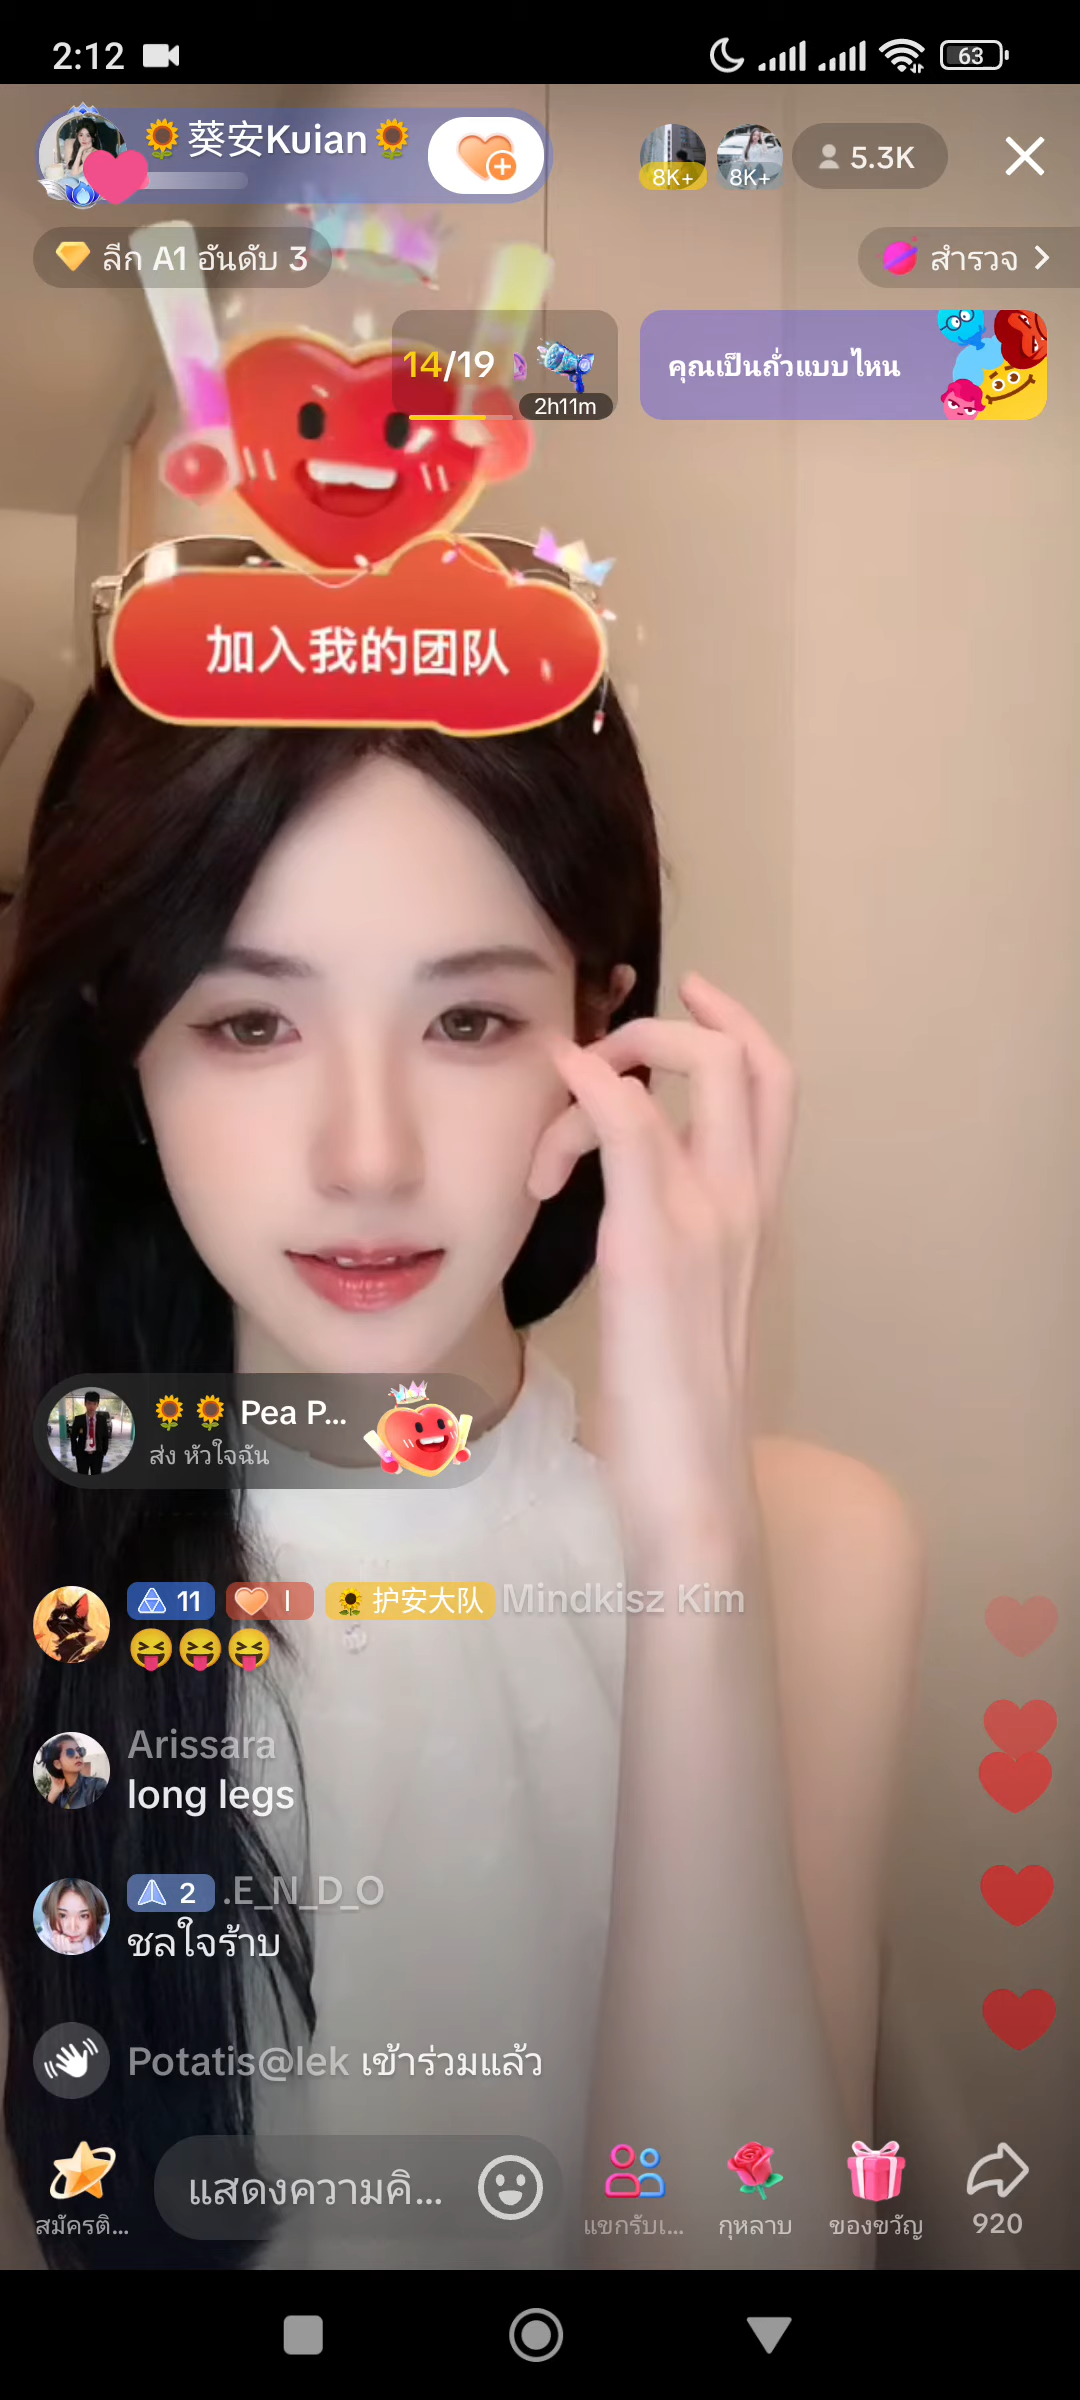 2:12
63
🌻葵安Kuian🌻
8K+
8K+
5.3K
ลีก A1 อันดับ 3
สำรวจ
14/19
2h11m
คุณเป็นถั่วแบบไหน
加入我的团队
🌻🌻 Pea P...
ส่ง หัวใจฉัน
11
I
护安大队
Mindkisz Kim
😝😝😝
Arissara
long legs
2
.E_N_D_O
ชลใจร้าบ
Potatis@lek เข้าร่วมแล้ว
แสดงความคิ...
สมัครติ...
แขกรับเ...
กุหลาบ
ของขวัญ
920